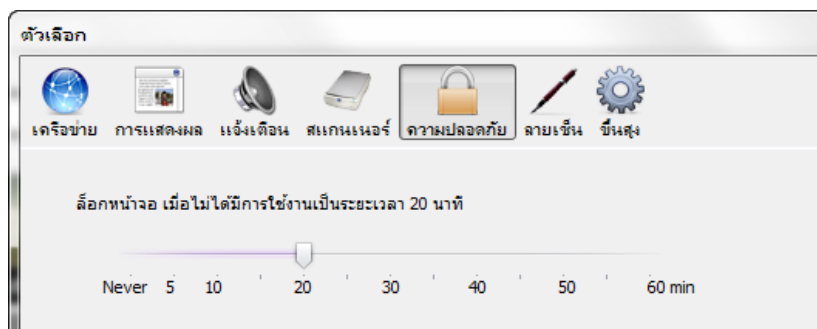 ตัวเลือก
เครือข่าย การแสดงผล แจ้งเตือน สแกนเนอร์ ความปลอดภัย ลายเซ็น ขั้นสูง
ล็อกหน้าจอ เมื่อไม่ได้มีการใช้งานเป็นระยะเวลา 20 นาที
Never 5 10 20 30 40 50 60 min